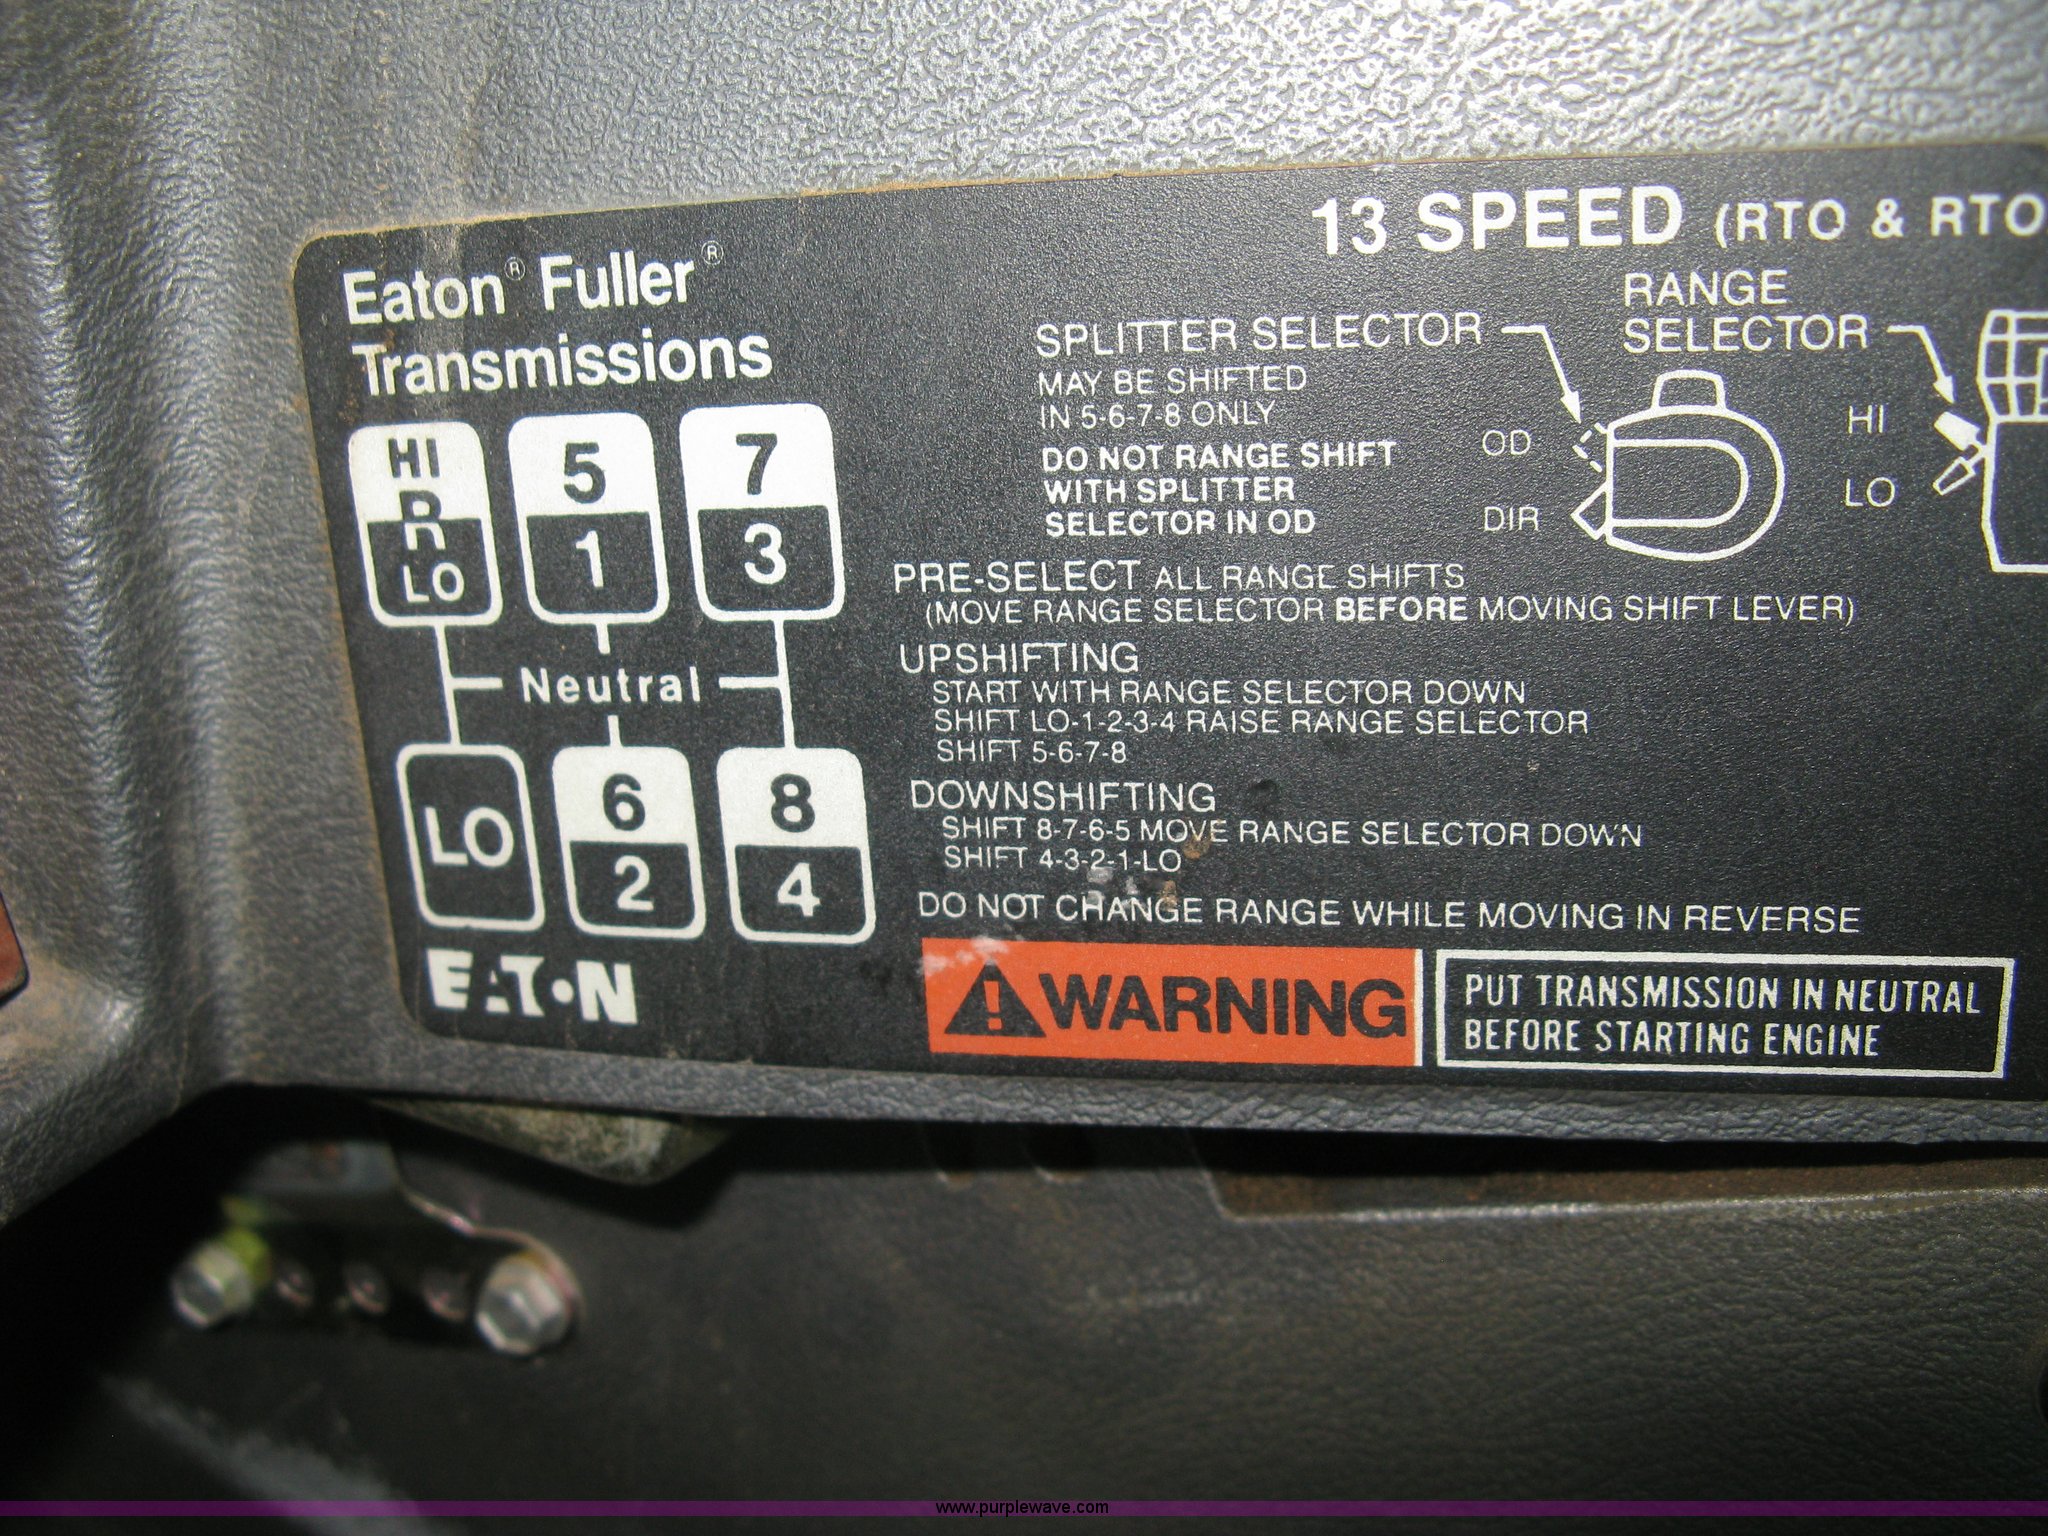 13 SPEED (RTO & RTO
Eaton® Fuller®
Transmissions
HI
R
LO
5
1
7
3
Neutral
LO
6
2
8
4
EATON
SPLITTER SELECTOR
MAY BE SHIFTED
IN 5-6-7-8 ONLY
DO NOT RANGE SHIFT
WITH SPLITTER
SELECTOR IN OD
OD
DIR
RANGE
SELECTOR
HI
LO
PRE-SELECT ALL RANGE SHIFTS
(MOVE RANGE SELECTOR BEFORE MOVING SHIFT LEVER)
UPSHIFTING
START WITH RANGE SELECTOR DOWN
SHIFT LO-1-2-3-4 RAISE RANGE SELECTOR
SHIFT 5-6-7-8
DOWNSHIFTING
SHIFT 8-7-6-5 MOVE RANGE SELECTOR DOWN
SHIFT 4-3-2-1-LO
DO NOT CHANGE RANGE WHILE MOVING IN REVERSE
WARNING
PUT TRANSMISSION IN NEUTRAL
BEFORE STARTING ENGINE
www.purplewave.com